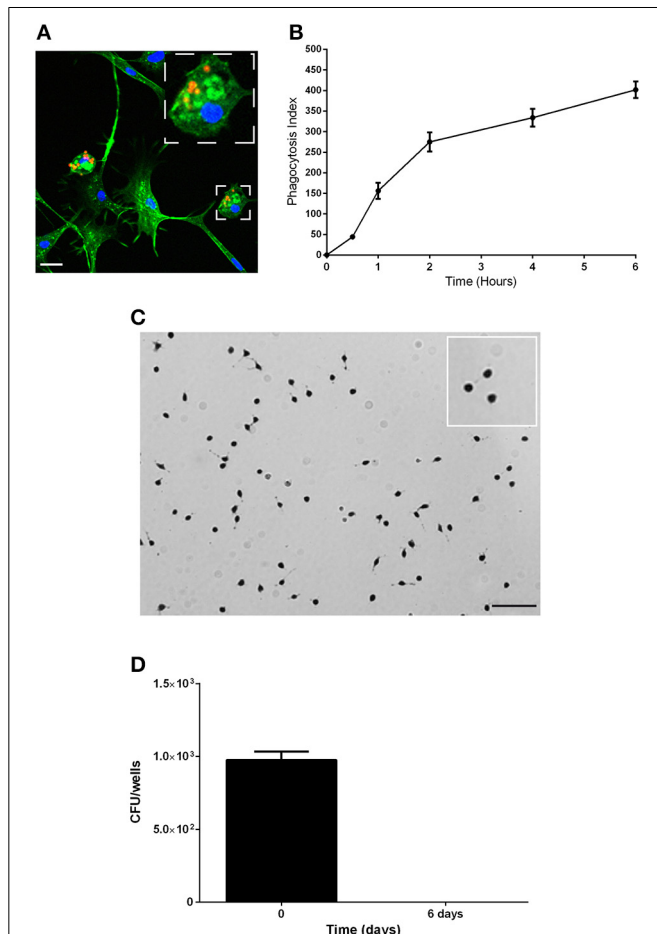 A
B
500
450
400
350
300
250
200
150
100
50
0
Phagocytosis Index
0 1 2 3 4 5 6
Time (Hours)
C
D
1.5×10³
1.0×10³
5.0×10²
0
CFU/wells
0 6 days
Time (days)